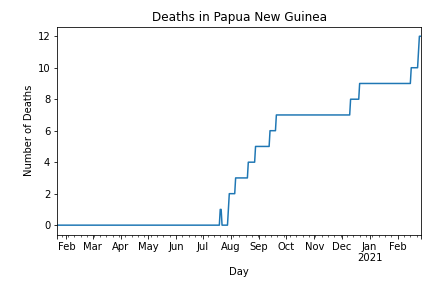 Deaths in Papua New Guinea
Number of Deaths
12
10
8
6
4
2
0
Feb Mar Apr May Jun Jul Aug Sep Oct Nov Dec Jan Feb
2021
Day